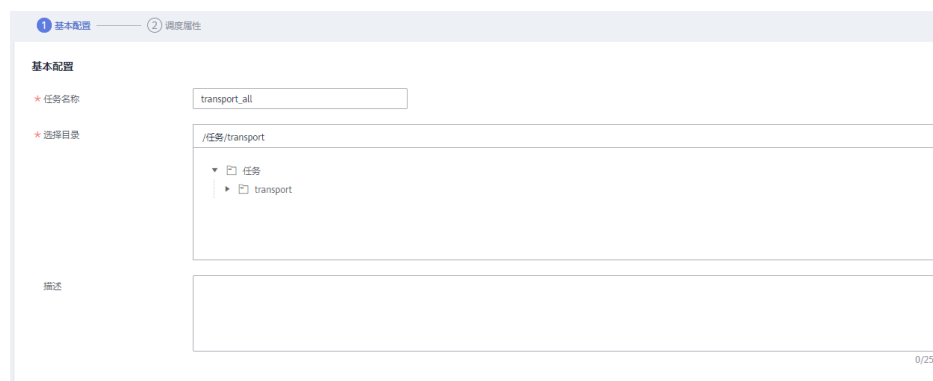 1 基本配置 2 调度属性
基本配置
* 任务名称 transport_all
* 选择目录 /任务/transport
任务
transport
描述
0/25